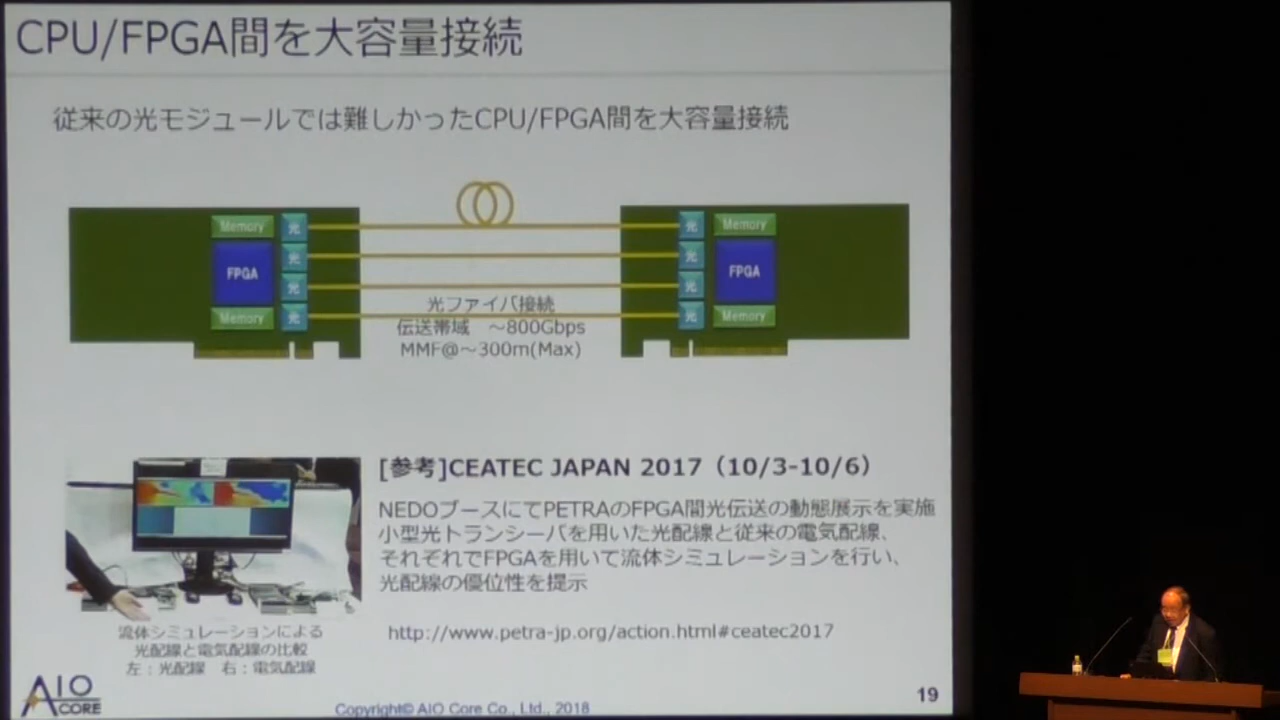 CPU/FPGA間を大容量接続
従来の光モジュールでは難しかったCPU/FPGA間を大容量接続
Memory 光 光 Memory
FPGA 光 光 FPGA
光 光
Memory 光 光 Memory
光ファイバ接続
伝送帯域　～800Gbps
MMF@～300m(Max)
[参考]CEATEC JAPAN 2017（10/3-10/6）
NEDOブースにてPETRAのFPGA間光伝送の動態展示を実施
小型光トランシーバを用いた光配線と従来の電気配線、
それぞれでFPGAを用いて流体シミュレーションを行い、
光配線の優位性を提示
http://www.petra-jp.org/action.html#ceatec2017
流体シミュレーションによる
光配線と電気配線の比較
左：光配線　右：電気配線
AIO
CORE
Copyright© AIO Core Co., Ltd., 2018
19